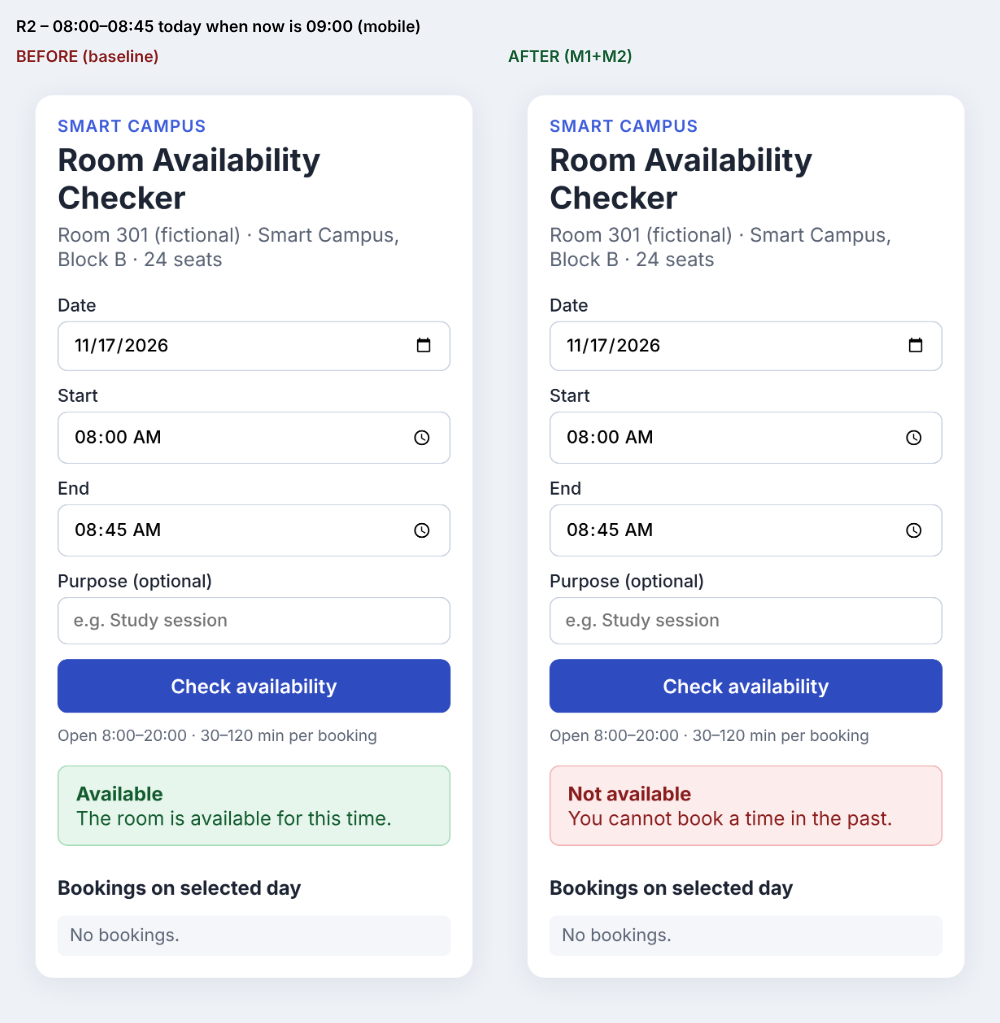 R2 – 08:00–08:45 today when now is 09:00 (mobile)
BEFORE (baseline)
SMART CAMPUS
Room Availability
Checker
Room 301 (fictional) · Smart Campus,
Block B · 24 seats
Date
11/17/2026
Start
08:00 AM
End
08:45 AM
Purpose (optional)
e.g. Study session
Check availability
Open 8:00–20:00 · 30–120 min per booking
Available
The room is available for this time.
Bookings on selected day
No bookings.
AFTER (M1+M2)
SMART CAMPUS
Room Availability
Checker
Room 301 (fictional) · Smart Campus,
Block B · 24 seats
Date
11/17/2026
Start
08:00 AM
End
08:45 AM
Purpose (optional)
e.g. Study session
Check availability
Open 8:00–20:00 · 30–120 min per booking
Not available
You cannot book a time in the past.
Bookings on selected day
No bookings.